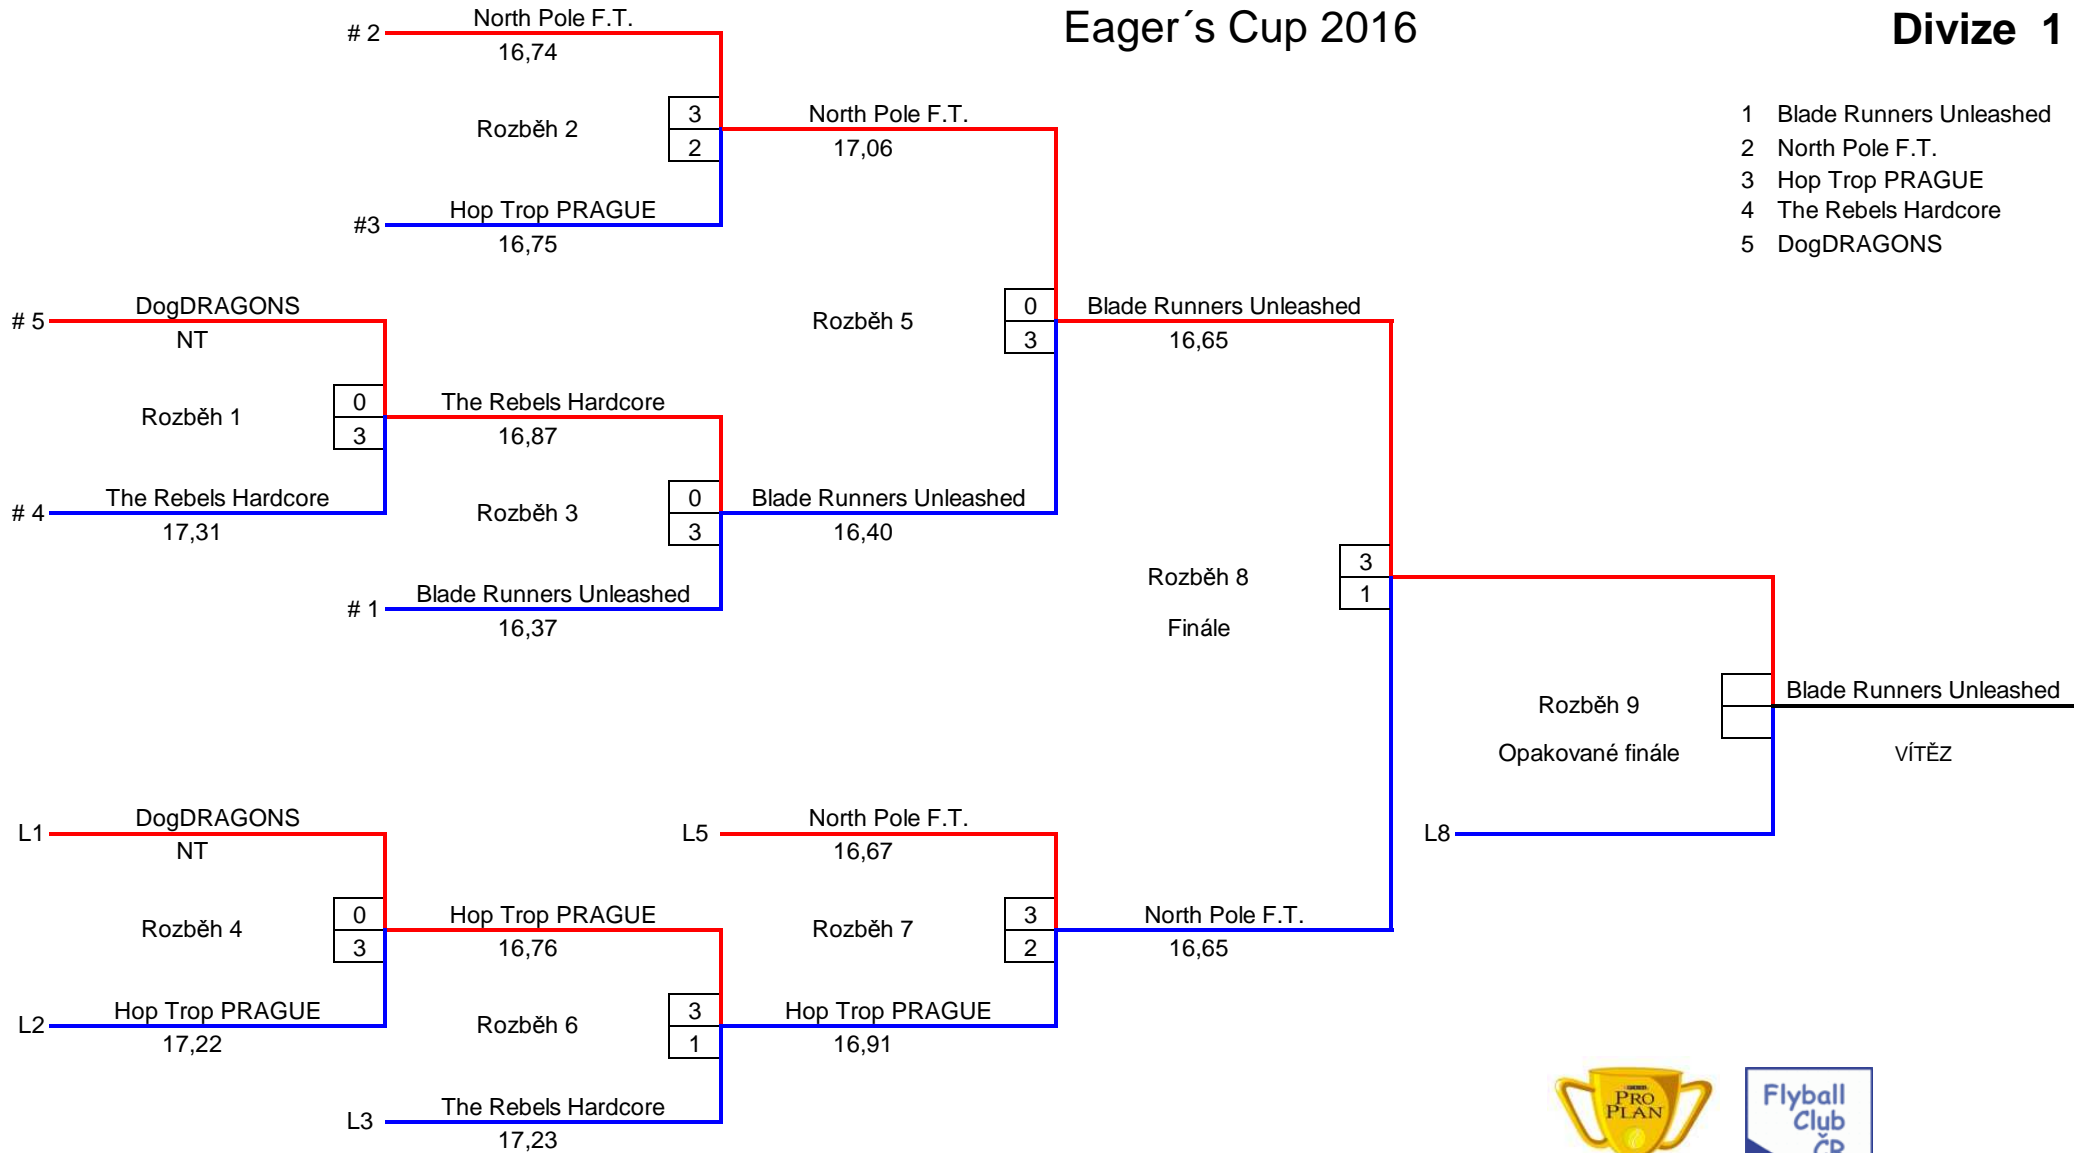 Eager´s Cup 2016
Divize 1
1 Blade Runners Unleashed
2 North Pole F.T.
3 Hop Trop PRAGUE
4 The Rebels Hardcore
5 DogDRAGONS
North Pole F.T.
# 2
16,74
Rozběh 2
3
2
Hop Trop PRAGUE
#3
16,75
North Pole F.T.
17,06
DogDRAGONS
# 5
NT
Rozběh 1
0
3
The Rebels Hardcore
# 4
17,31
The Rebels Hardcore
16,87
Rozběh 3
0
3
Blade Runners Unleashed
# 1
16,37
Rozběh 5
0
3
Blade Runners Unleashed
16,40
Blade Runners Unleashed
16,65
Rozběh 8
3
1
Finále
Rozběh 9
Opakované finále
Blade Runners Unleashed
VÍTĚZ
L8
DogDRAGONS
L1
NT
Rozběh 4
0
3
Hop Trop PRAGUE
L2
17,22
Hop Trop PRAGUE
16,76
Rozběh 6
3
1
The Rebels Hardcore
L3
17,23
North Pole F.T.
L5
16,67
Rozběh 7
3
2
Hop Trop PRAGUE
16,91
North Pole F.T.
16,65
PRO
PLAN
Flyball
Club
ČR